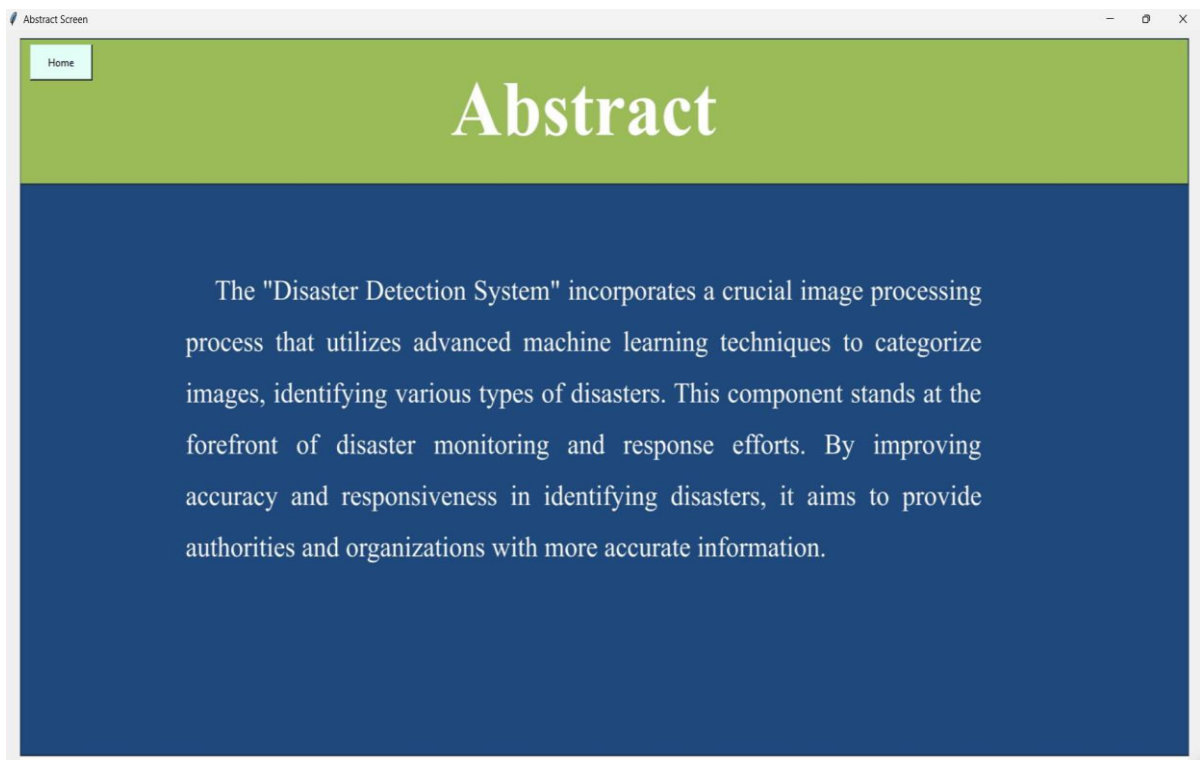 Abstract Screen
Home
Abstract
The "Disaster Detection System" incorporates a crucial image processing
process that utilizes advanced machine learning techniques to categorize
images, identifying various types of disasters. This component stands at the
forefront of disaster monitoring and response efforts. By improving
accuracy and responsiveness in identifying disasters, it aims to provide
authorities and organizations with more accurate information.